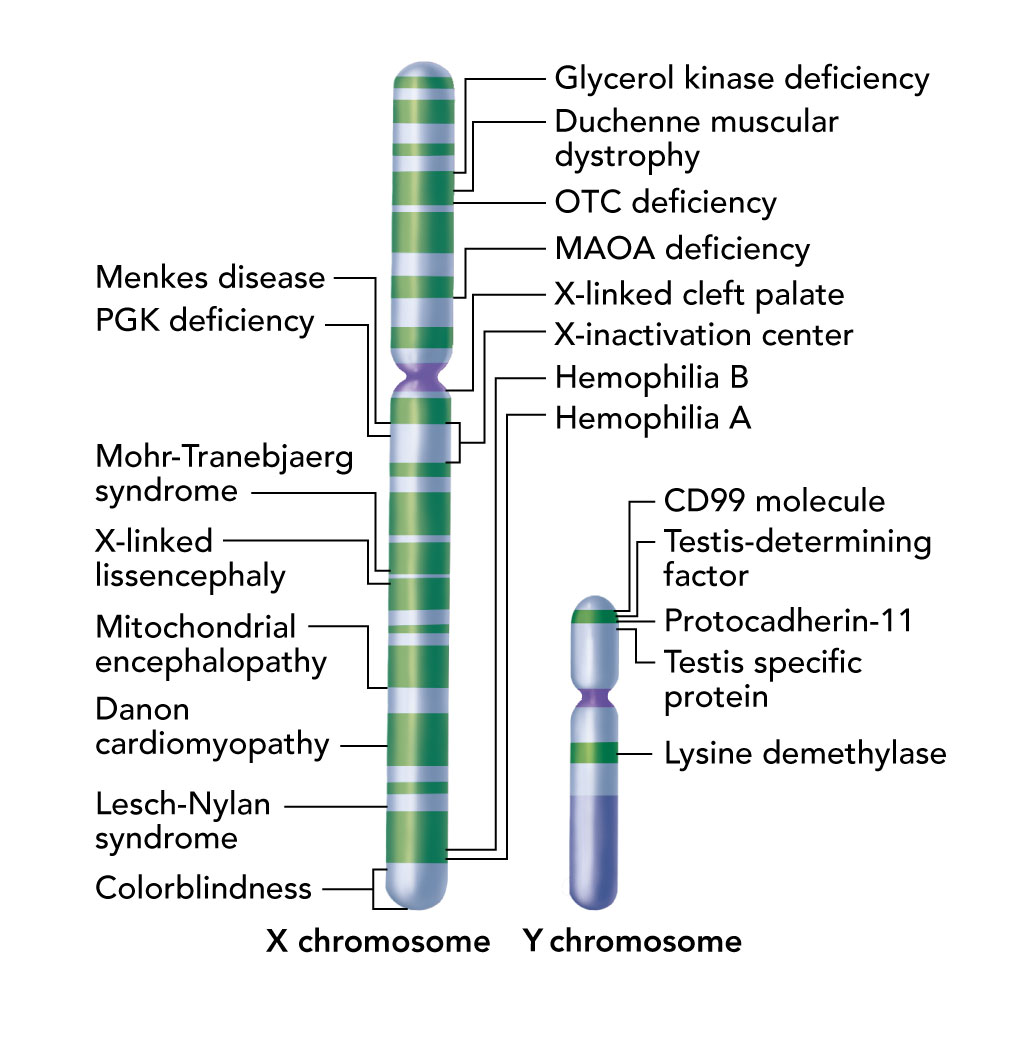 Glycerol kinase deficiency
Duchenne muscular
dystrophy
OTC deficiency
MAOA deficiency
X-linked cleft palate
X-inactivation center
Hemophilia B
Hemophilia A
Menkes disease
PGK deficiency
Mohr-Tranebjaerg
syndrome
X-linked
lissencephaly
Mitochondrial
encephalopathy
Danon
cardiomyopathy
Lesch-Nylan
syndrome
Colorblindness
X chromosome
CD99 molecule
Testis-determining
factor
Protocadherin-11
Testis specific
protein
Lysine demethylase
Y chromosome